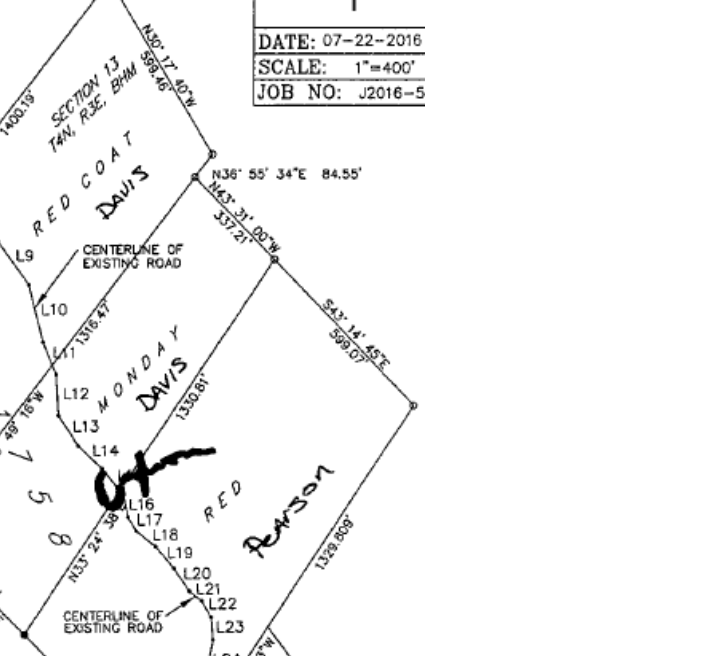 DATE: 07-22-2016
SCALE: 1"=400'
JOB NO: J2016-5
N30° 17' 40"W
599.46'
1400.19'
SECTION 13
T4N, R3E, BHM
RED COAT
DAVIS
N36° 55' 34"E 84.55'
N43° 31' 00"W
337.21'
L9
CENTERLINE OF
EXISTING ROAD
L10
1316.47'
L11
S43° 14' 45"E
599.07'
MONDAY
DAVIS
L12
1330.81'
49' 16"W
L13
L14
7
5
8
L16
RED
PEARSON
L17
N33° 24' 38
L18
L19
1329.809'
L20
L21
CENTERLINE OF
EXISTING ROAD
L22
L23